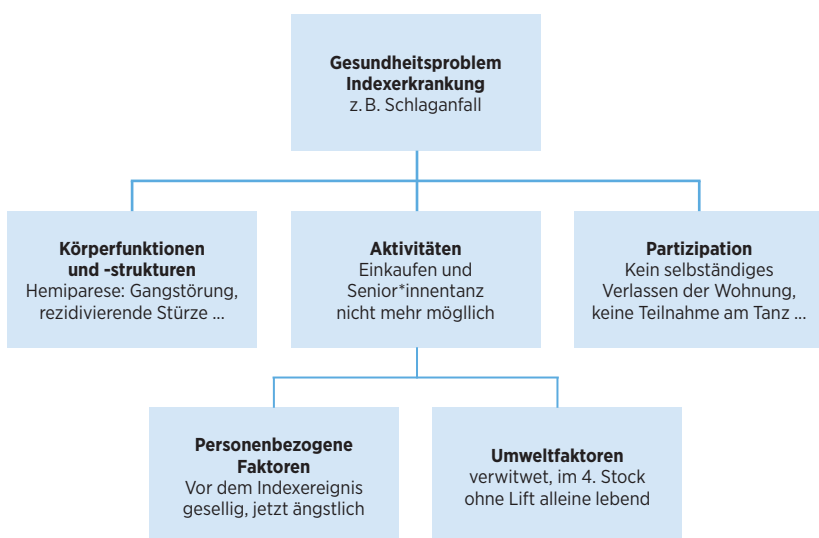 Gesundheitsproblem
Indexerkrankung
z. B. Schlaganfall
Körperfunktionen
und -strukturen
Hemiparese: Gangstörung,
rezidivierende Stürze ...
Aktivitäten
Einkaufen und
Senior*innentanz
nicht mehr mögllich
Partizipation
Kein selbständiges
Verlassen der Wohnung,
keine Teilnahme am Tanz ...
Personenbezogene
Faktoren
Vor dem Indexereignis
gesellig, jetzt ängstlich
Umweltfaktoren
verwitwet, im 4. Stock
ohne Lift alleine lebend